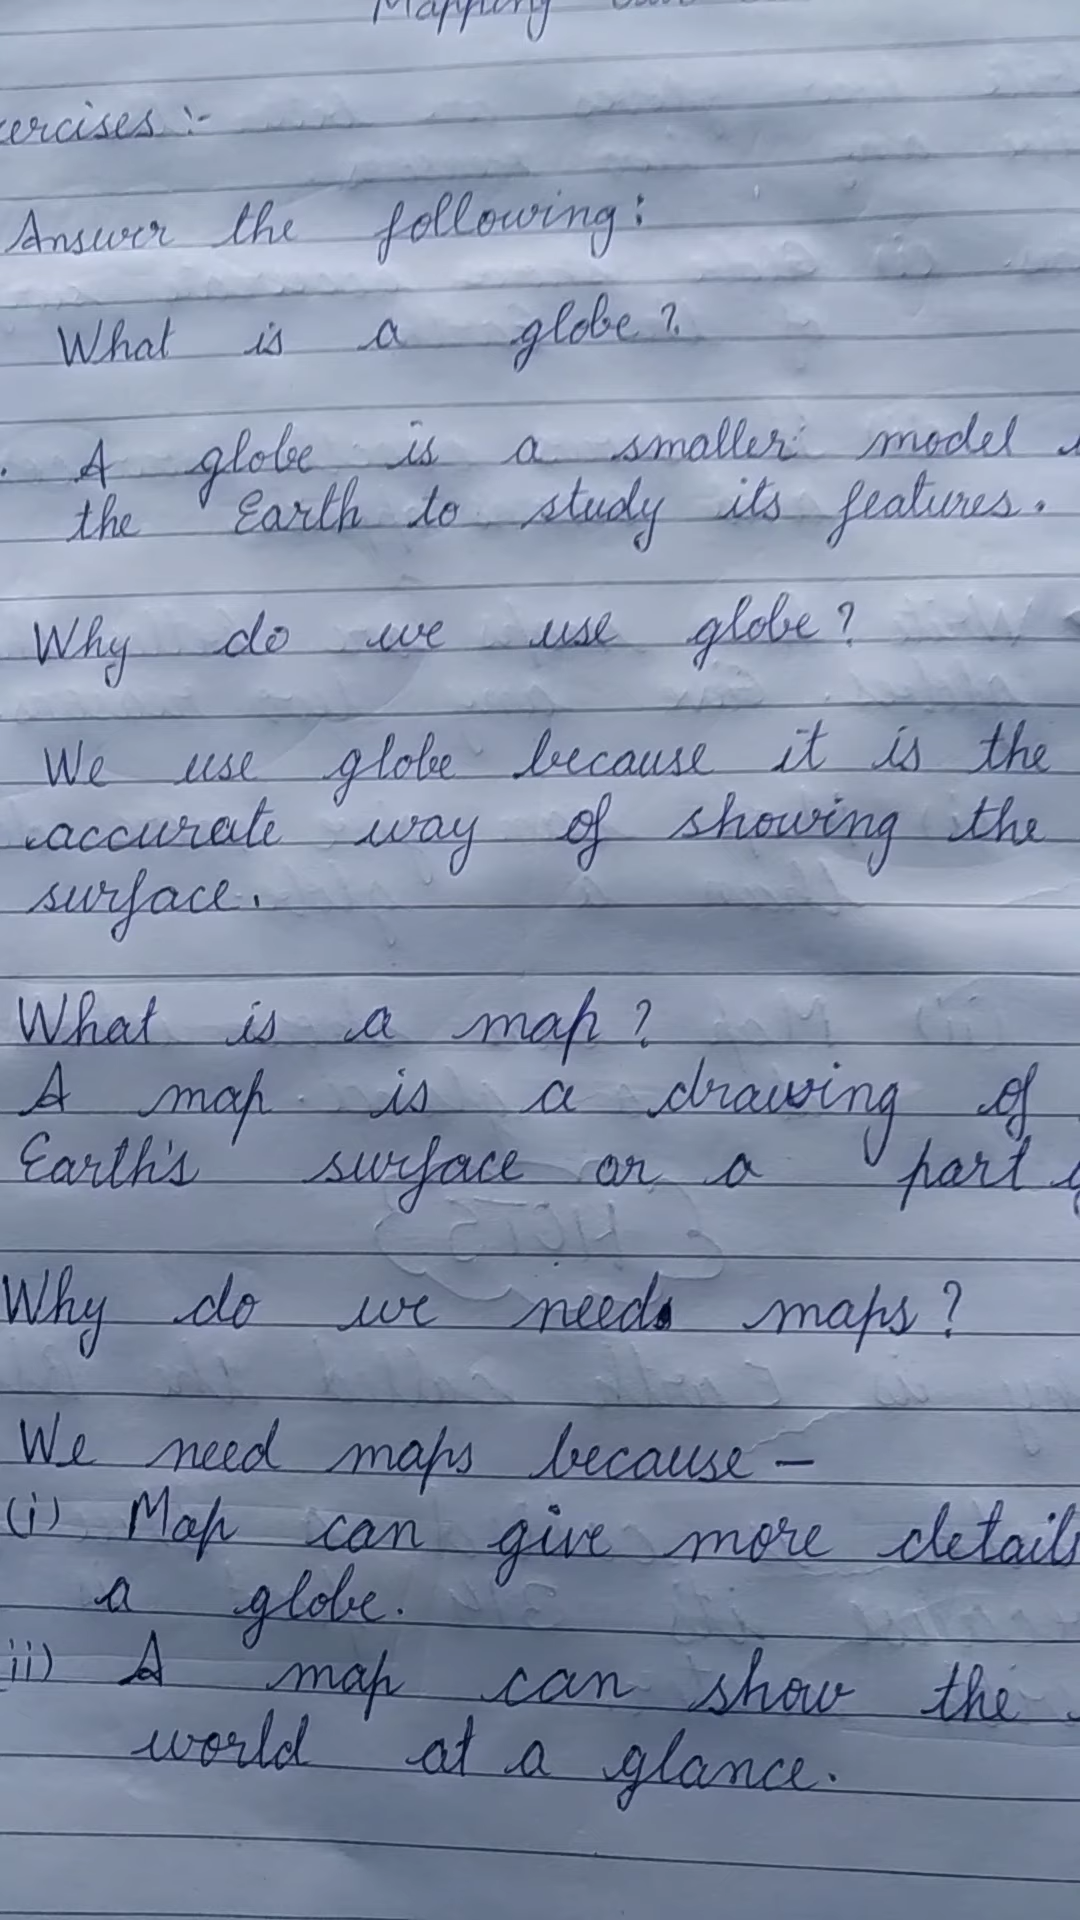 Mapping
ercises :-
Answer the following:
What is a globe?
. A globe is a smaller model
the Earth to study its features.
Why do we use globe?
We use globe because it is the
accurate way of showing the
surface.
What is a map?
A map is a drawing of
Earth's surface or a part
Why do we need maps?
We need maps because -
(i) Map can give more details
a globe.
ii) A map can show the
world at a glance.